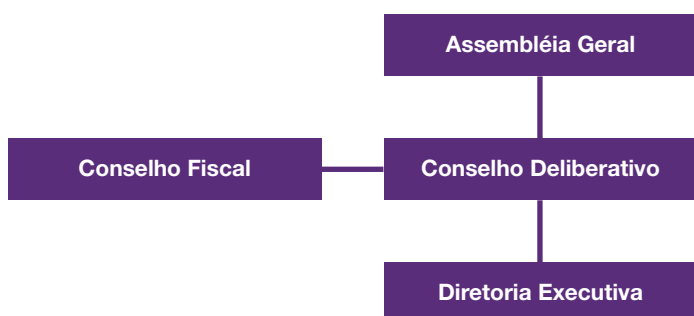 Assembléia Geral
Conselho Fiscal
Conselho Deliberativo
Diretoria Executiva